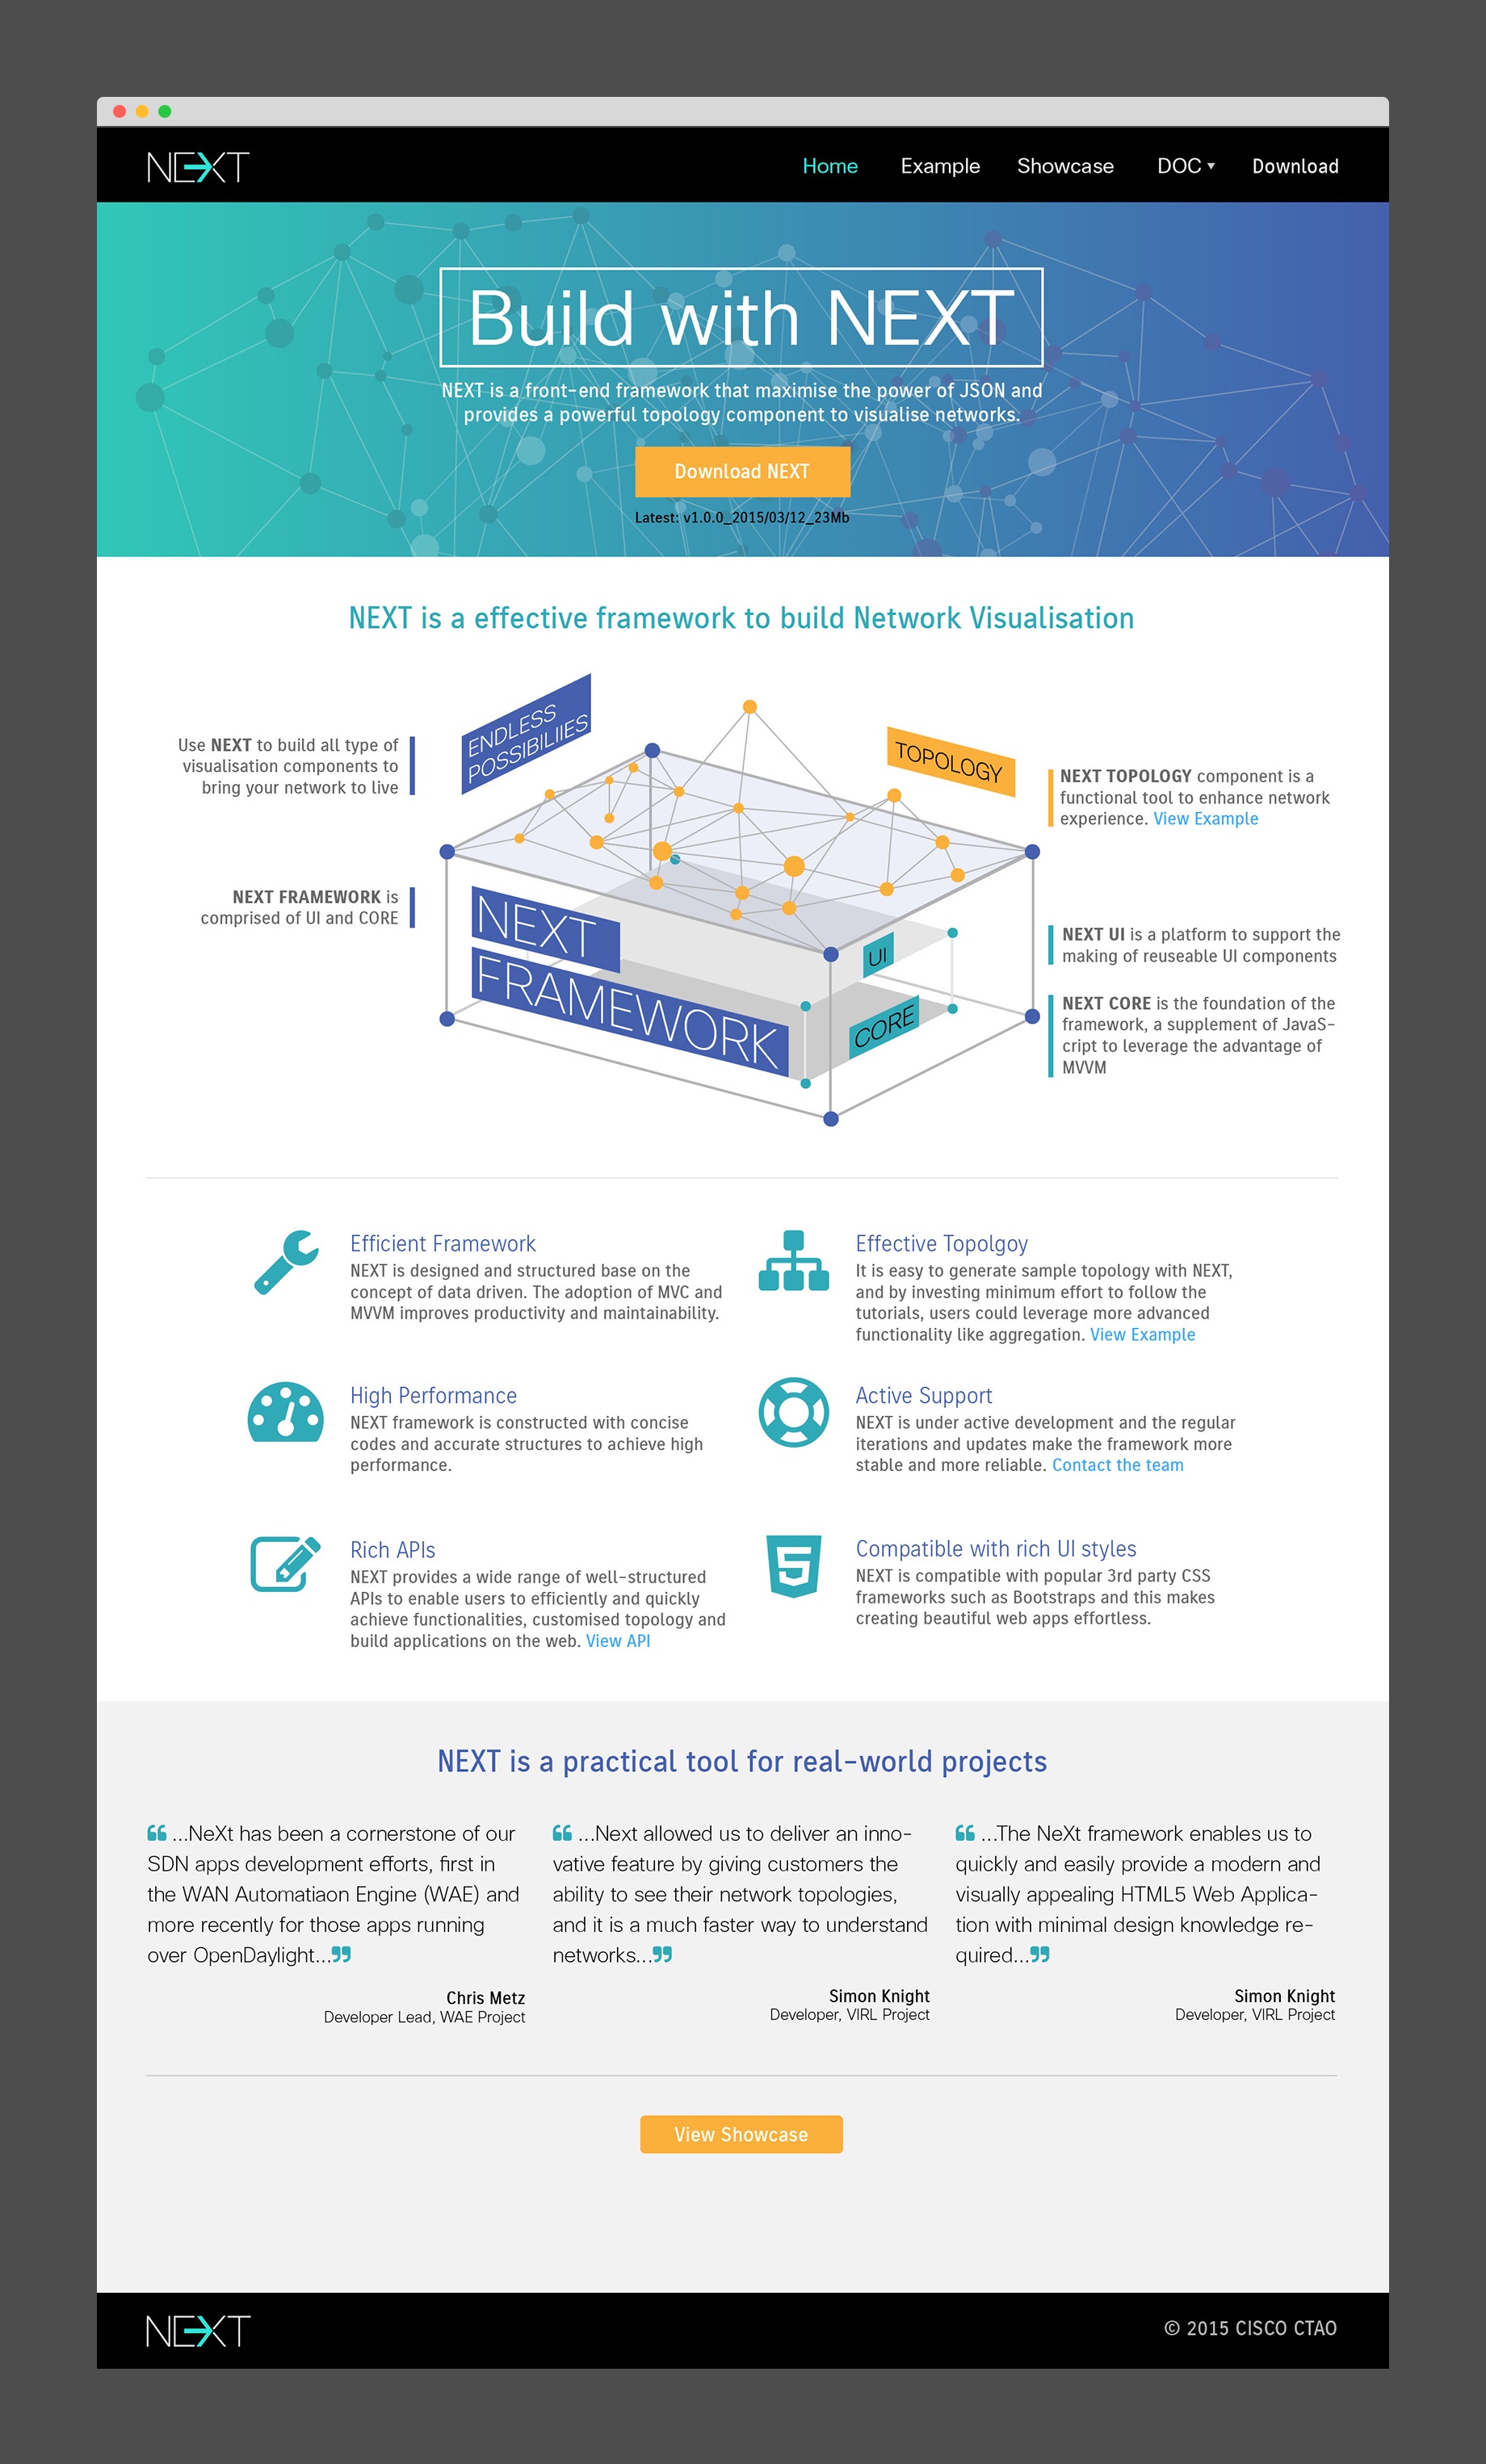 NEXT
Home Example Showcase DOC Download
Build with NEXT
NEXT is a front-end framework that maximise the power of JSON and
provides a powerful topology component to visualise networks.
Download NEXT
Latest: v1.0.0_2015/03/12_23Mb
NEXT is a effective framework to build Network Visualisation
Use NEXT to build all type of
visualisation components to
bring your network to live
NEXT FRAMEWORK is
comprised of UI and CORE
ENDLESS
POSSIBILIIES
TOPOLOGY
NEXT
FRAMEWORK
UI
CORE
NEXT TOPOLOGY component is a
functional tool to enhance network
experience. View Example
NEXT UI is a platform to support the
making of reuseable UI components
NEXT CORE is the foundation of the
framework, a supplement of JavaS-
cript to leverage the advantage of
MVVM
Efficient Framework
NEXT is designed and structured base on the
concept of data driven. The adoption of MVC and
MVVM improves productivity and maintainability.
Effective Topolgoy
It is easy to generate sample topology with NEXT,
and by investing minimum effort to follow the
tutorials, users could leverage more advanced
functionality like aggregation. View Example
High Performance
NEXT framework is constructed with concise
codes and accurate structures to achieve high
performance.
Active Support
NEXT is under active development and the regular
iterations and updates make the framework more
stable and more reliable. Contact the team
Rich APIs
NEXT provides a wide range of well-structured
APIs to enable users to efficiently and quickly
achieve functionalities, customised topology and
build applications on the web. View API
Compatible with rich UI styles
NEXT is compatible with popular 3rd party CSS
frameworks such as Bootstraps and this makes
creating beautiful web apps effortless.
NEXT is a practical tool for real-world projects
“ ...NeXt has been a cornerstone of our
SDN apps development efforts, first in
the WAN Automatiaon Engine (WAE) and
more recently for those apps running
over OpenDaylight...”
Chris Metz
Developer Lead, WAE Project
“ ...Next allowed us to deliver an inno-
vative feature by giving customers the
ability to see their network topologies,
and it is a much faster way to understand
networks...”
Simon Knight
Developer, VIRL Project
“ ...The NeXt framework enables us to
quickly and easily provide a modern and
visually appealing HTML5 Web Applica-
tion with minimal design knowledge re-
quired...”
Simon Knight
Developer, VIRL Project
View Showcase
NEXT
© 2015 CISCO CTAO